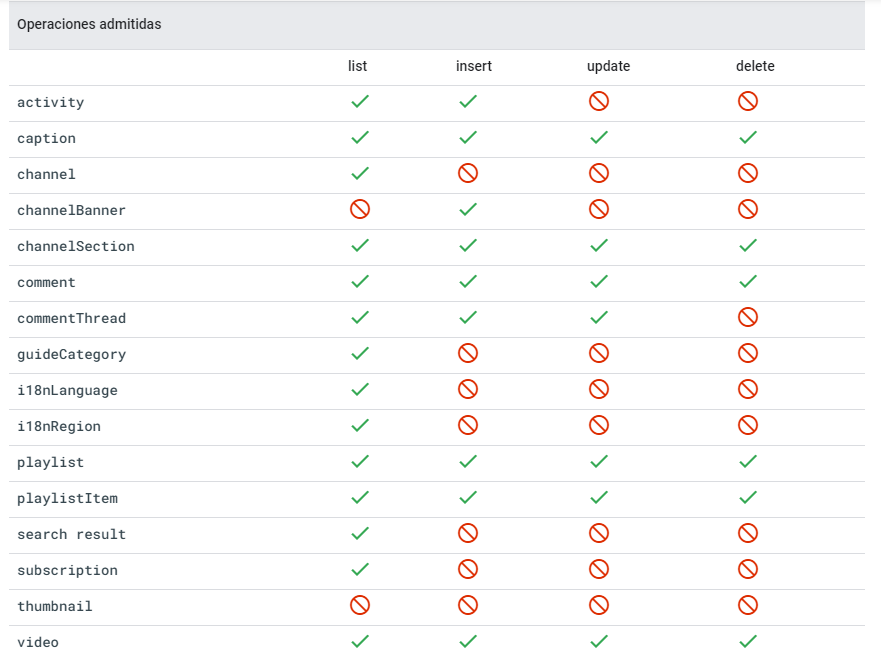 Operaciones admitidas
list insert update delete
activity
caption
channel
channelBanner
channelSection
comment
commentThread
guideCategory
i18nLanguage
i18nRegion
playlist
playlistItem
search result
subscription
thumbnail
video